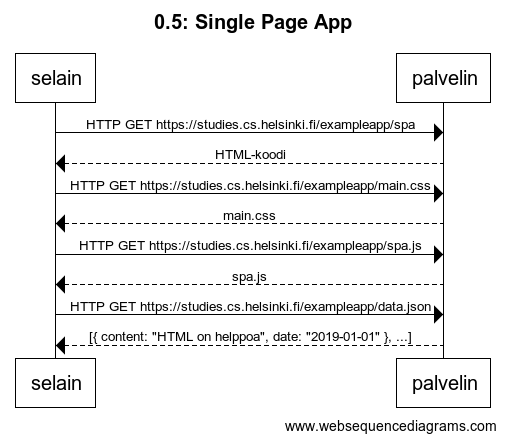 0.5: Single Page App
selain
palvelin
HTTP GET https://studies.cs.helsinki.fi/exampleapp/spa
HTML-koodi
HTTP GET https://studies.cs.helsinki.fi/exampleapp/main.css
main.css
HTTP GET https://studies.cs.helsinki.fi/exampleapp/spa.js
spa.js
HTTP GET https://studies.cs.helsinki.fi/exampleapp/data.json
[{ content: "HTML on helppoa", date: "2019-01-01" }, ...]
selain
palvelin
www.websequencediagrams.com